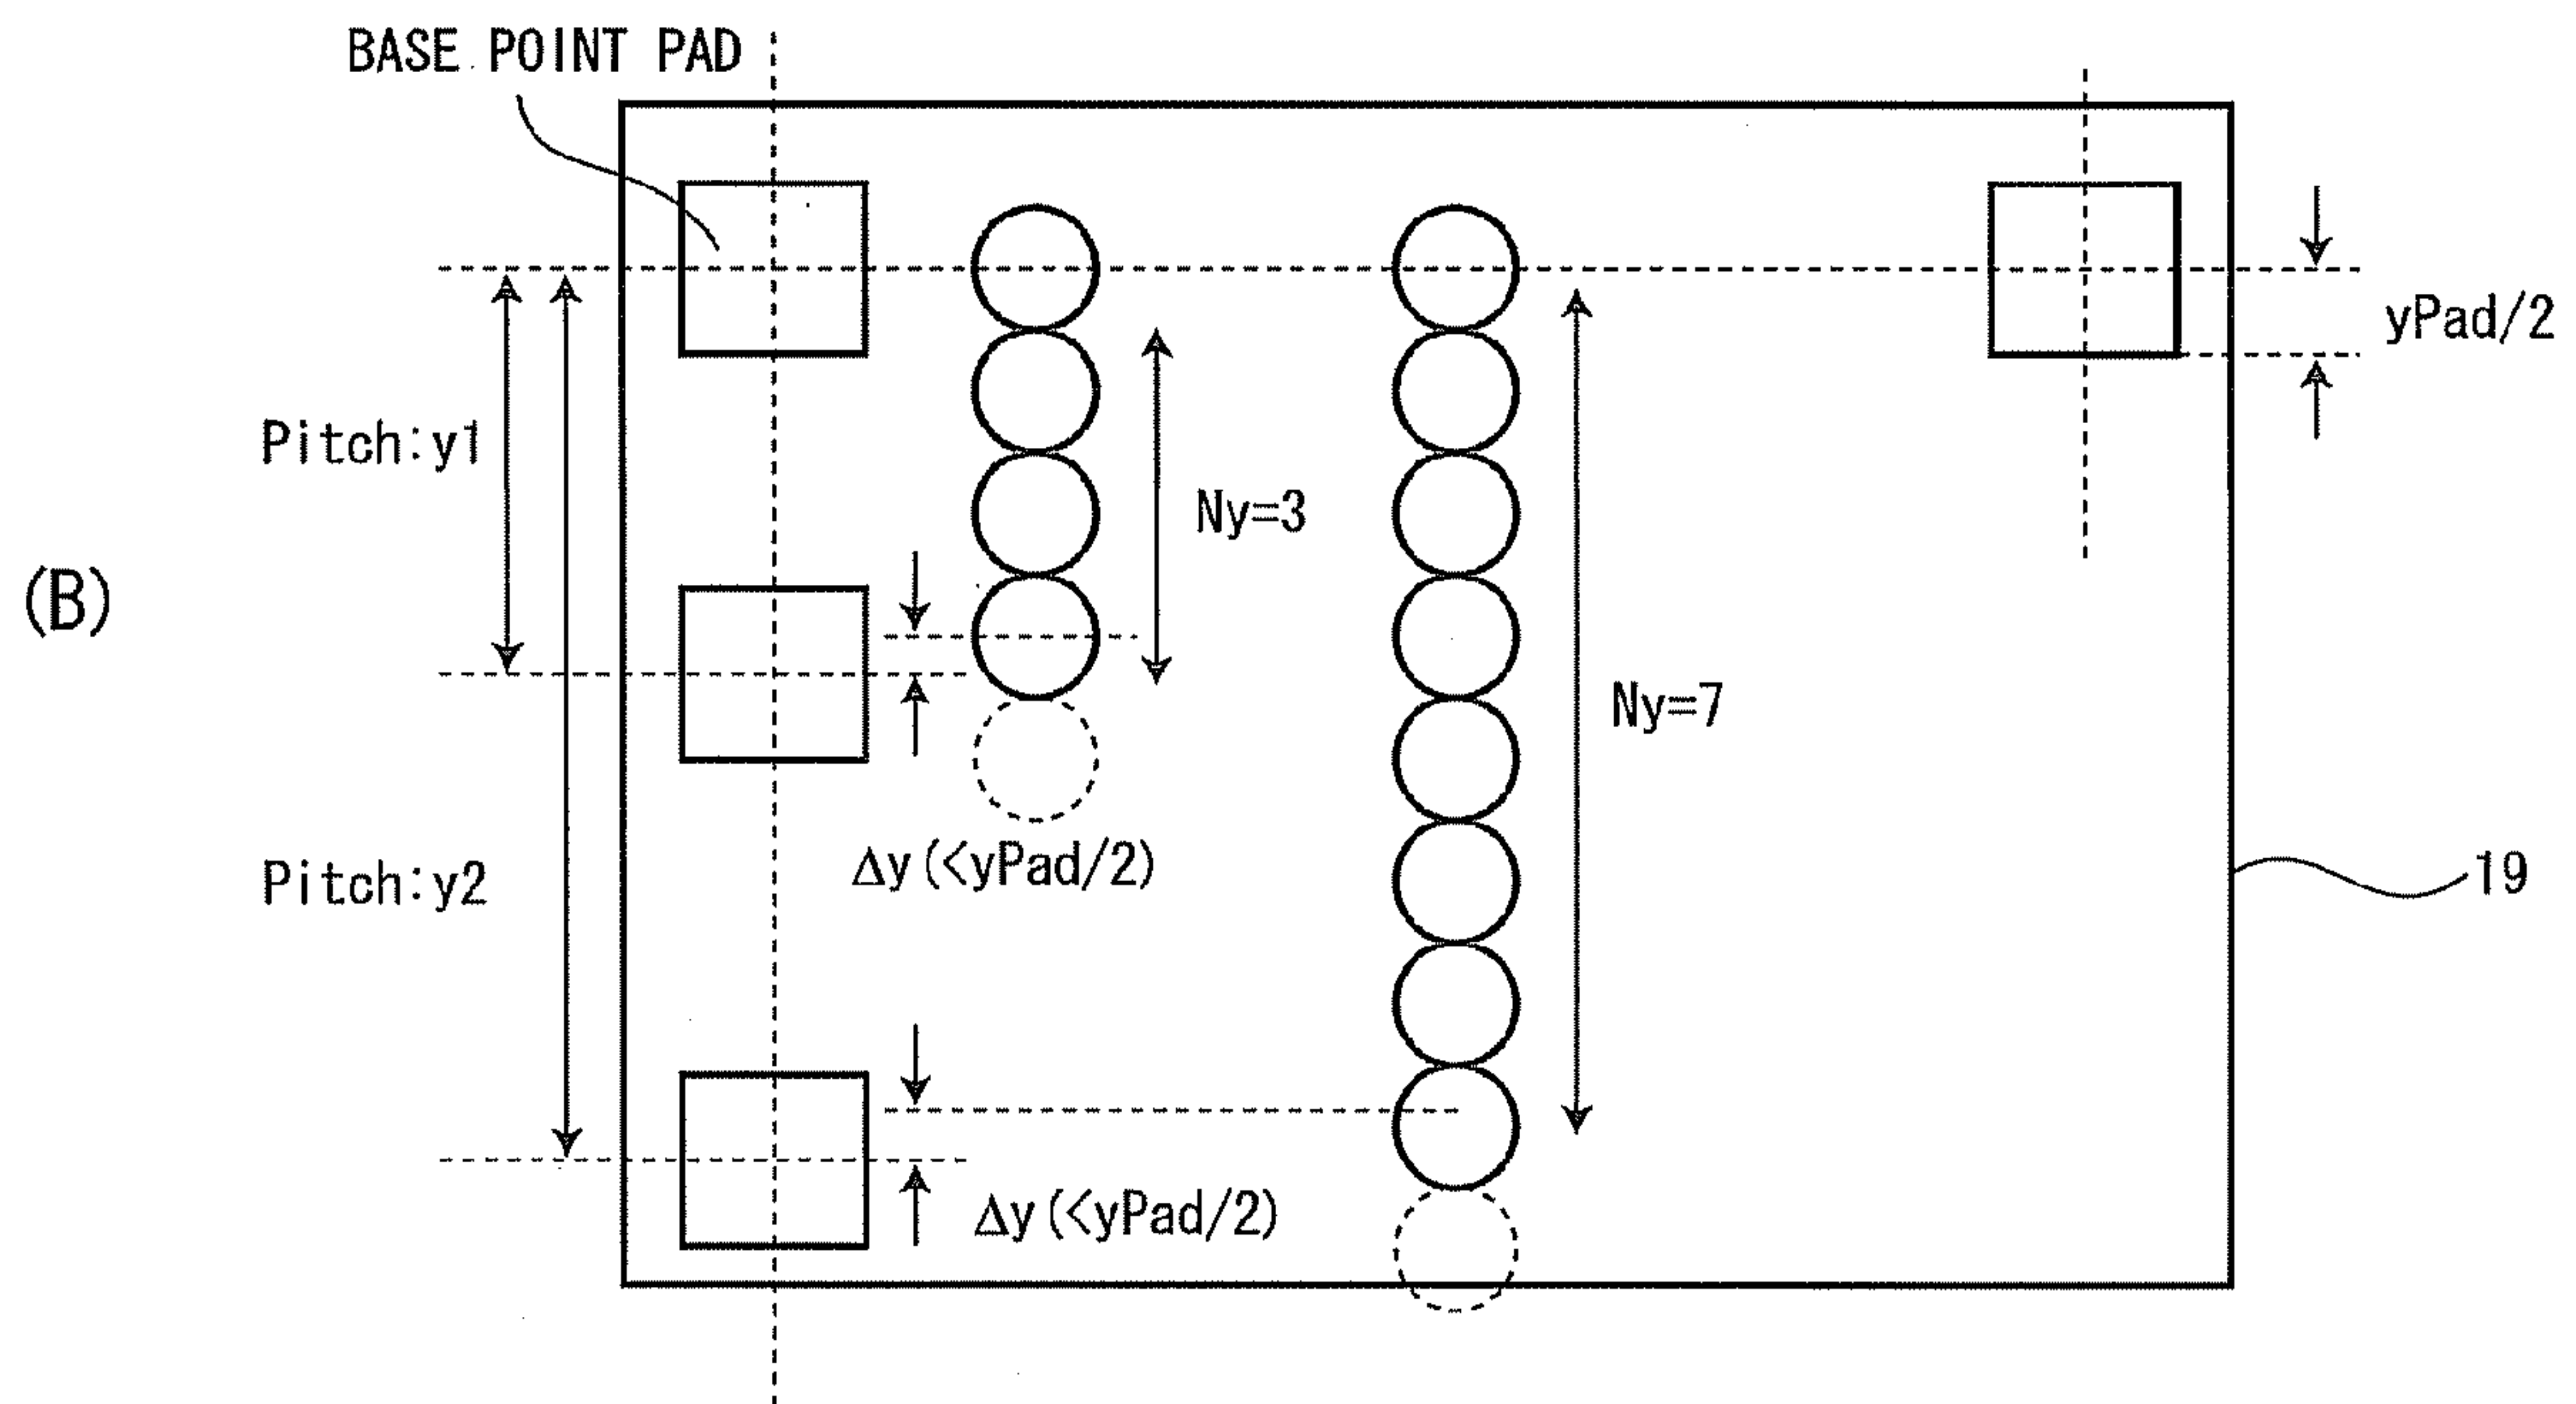 BASE POINT PAD
yPad/2
Pitch:y1
Ny=3
(B)
Ny=7
Δy(<yPad/2)
Pitch:y2
19
Δy(<yPad/2)